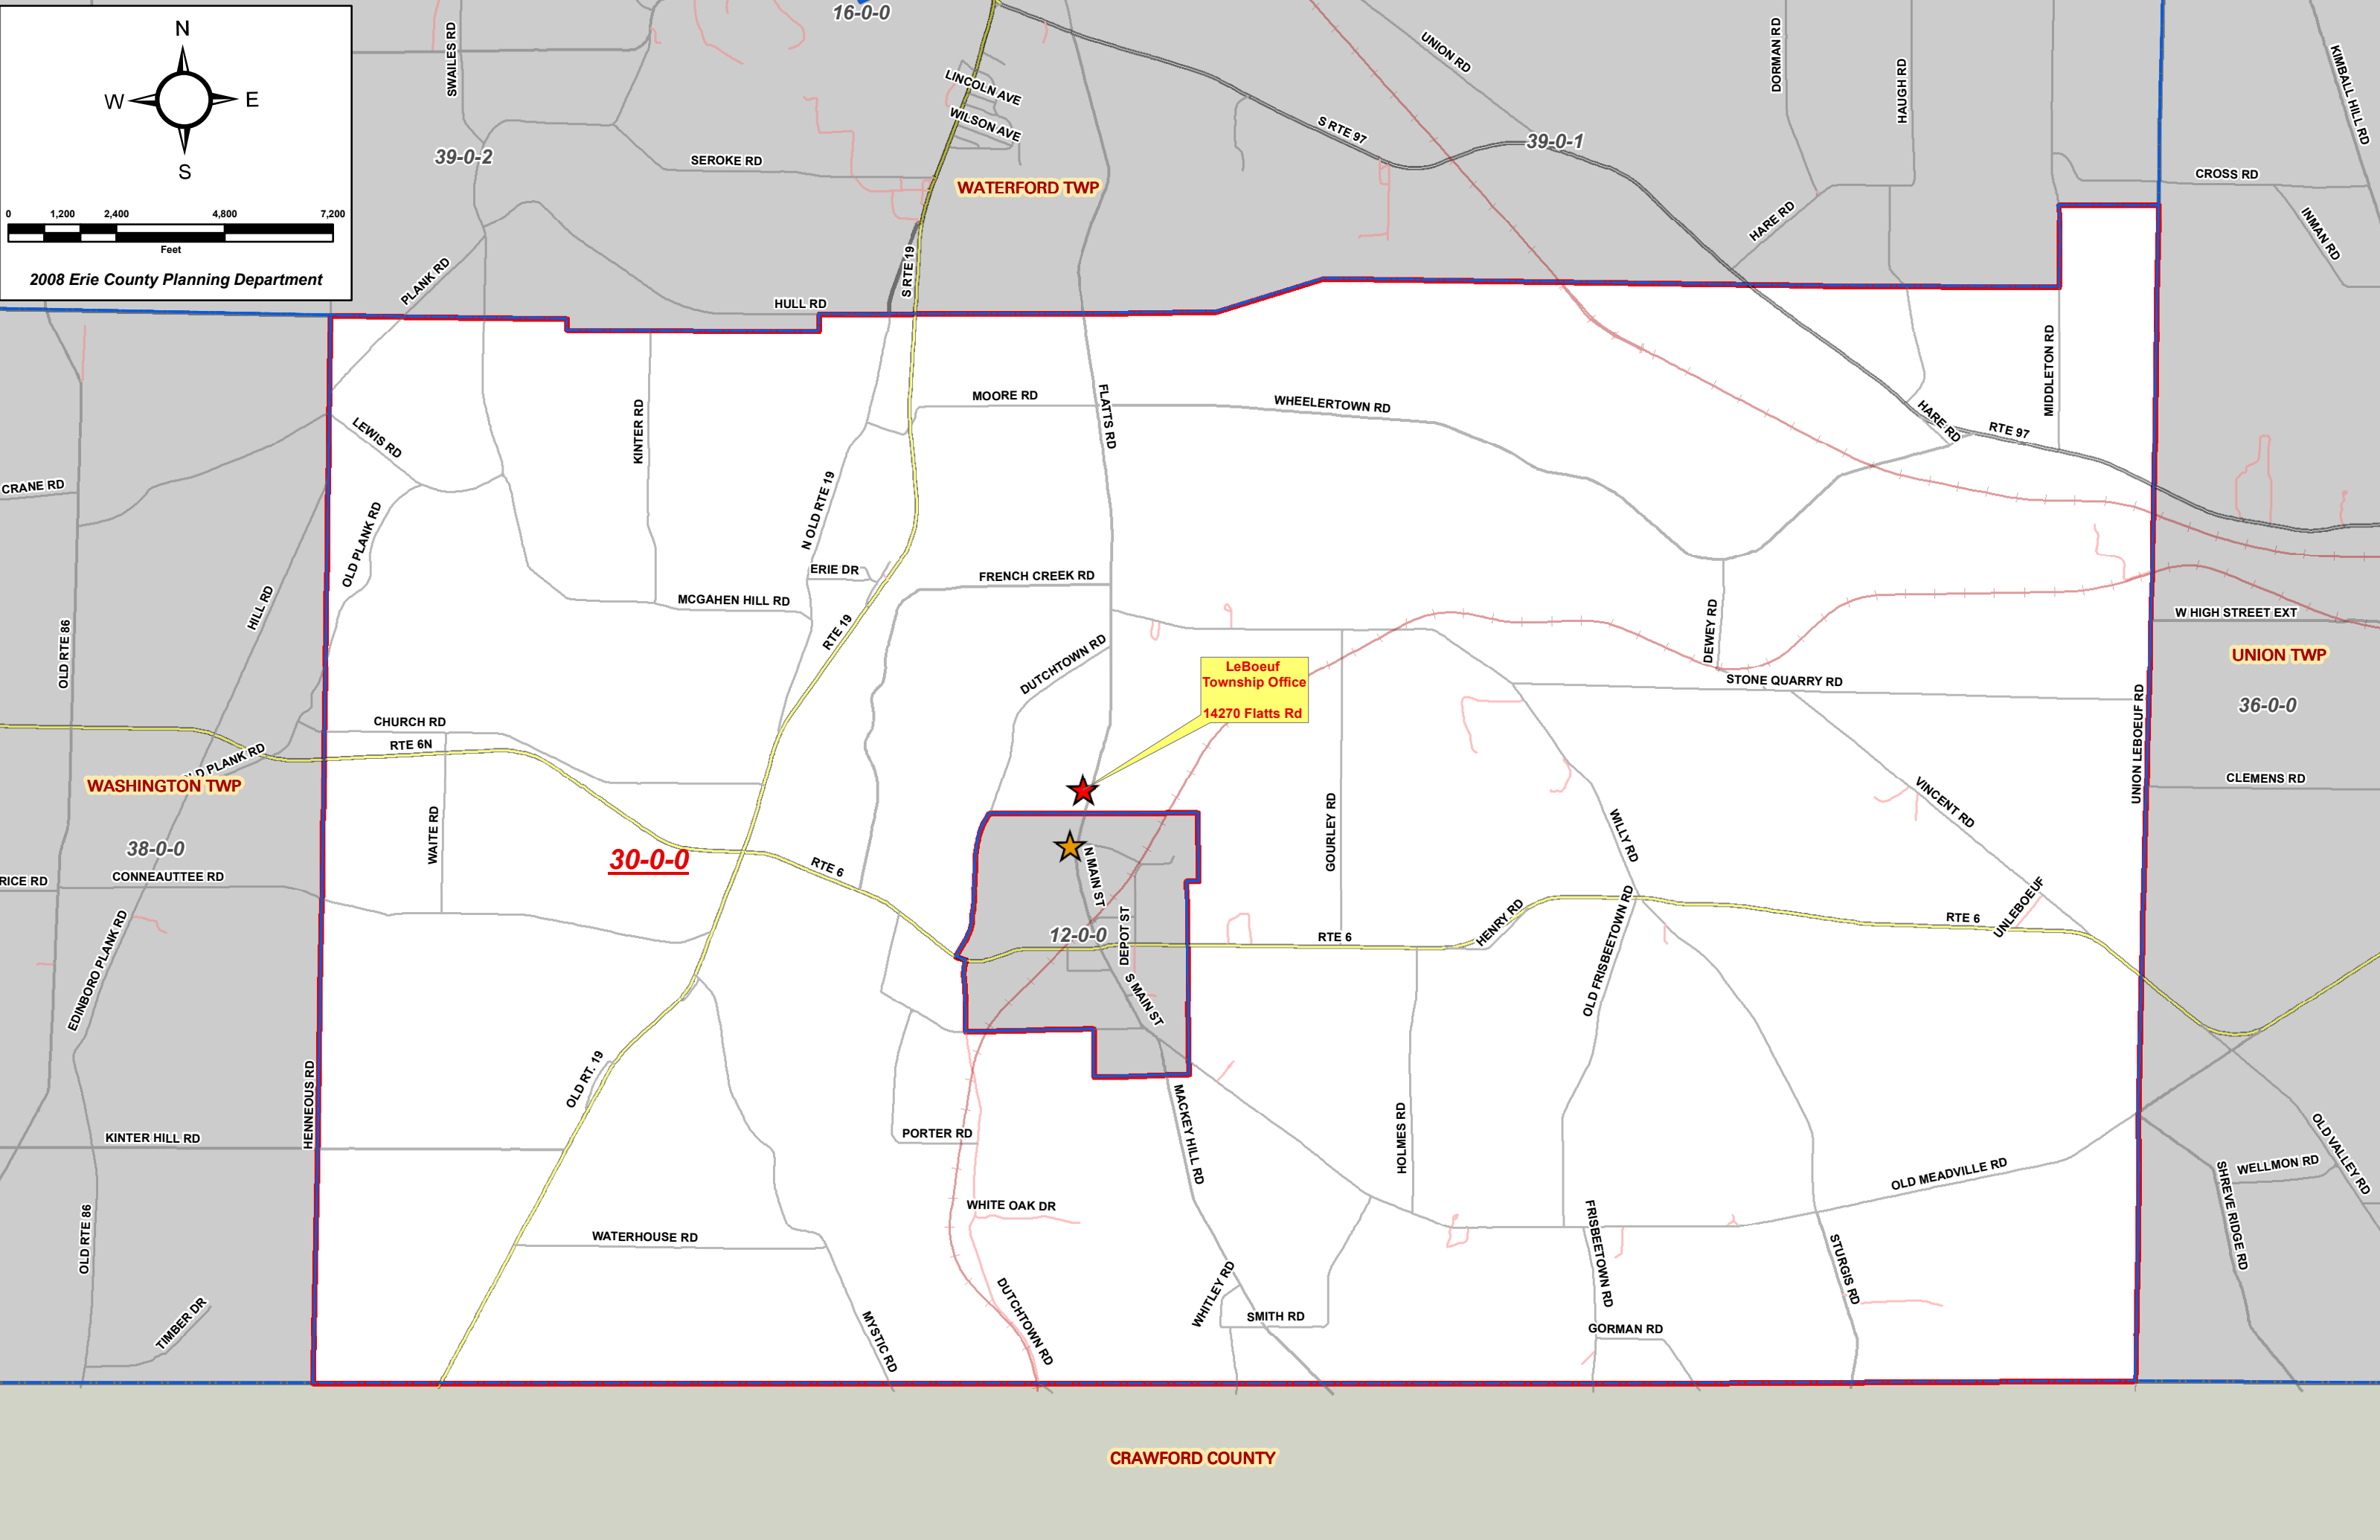 16-0-0
N
W
E
S
0 1,200 2,400 4,800 7,200
Feet
2008 Erie County Planning Department
SWAILES RD
39-0-2
SEROKE RD
LINCOLN AVE
WILSON AVE
WATERFORD TWP
S RTE 19
S RTE 97
UNION RD
39-0-1
DORMAN RD
HAUGH RD
HARE RD
KIMBALL HILL RD
CROSS RD
INMAN RD
PLANK RD
HULL RD
LEWIS RD
KINTER RD
MOORE RD
FLATTS RD
WHEELERTOWN RD
MIDDLETON RD
HARE RD
RTE 97
CRANE RD
OLD PLANK RD
N OLD RTE 19
ERIE DR
MCGAHEN HILL RD
FRENCH CREEK RD
HILL RD
OLD RTE 86
RTE 19
DUTCHTOWN RD
DEWEY RD
W HIGH STREET EXT
UNION TWP
36-0-0
LeBoeuf
Township Office
14270 Flatts Rd
STONE QUARRY RD
UNION LEBOEUF RD
CHURCH RD
RTE 6N
WASHINGTON TWP
38-0-0
CLEMENS RD
VINCENT RD
WAITE RD
30-0-0
RTE 6
GOURLEY RD
WILLY RD
RICE RD
CONNEAUTTEE RD
N MAIN ST
DEPOT ST
12-0-0
S MAIN ST
RTE 6
HENRY RD
OLD FRISBEETOWN RD
RTE 6
UNLEBOEUF
EDINBORO PLANK RD
HENNEOUS RD
OLD RT. 19
KINTER HILL RD
PORTER RD
MACKEY HILL RD
HOLMES RD
OLD MEADVILLE RD
OLD VALLEY RD
WELLMON RD
SHREVE RIDGE RD
OLD RTE 86
WATERHOUSE RD
WHITE OAK DR
FRISBEETOWN RD
STURGIS RD
TIMBER DR
MYSTIC RD
DUTCHTOWN RD
WHITLEY RD
SMITH RD
GORMAN RD
CRAWFORD COUNTY